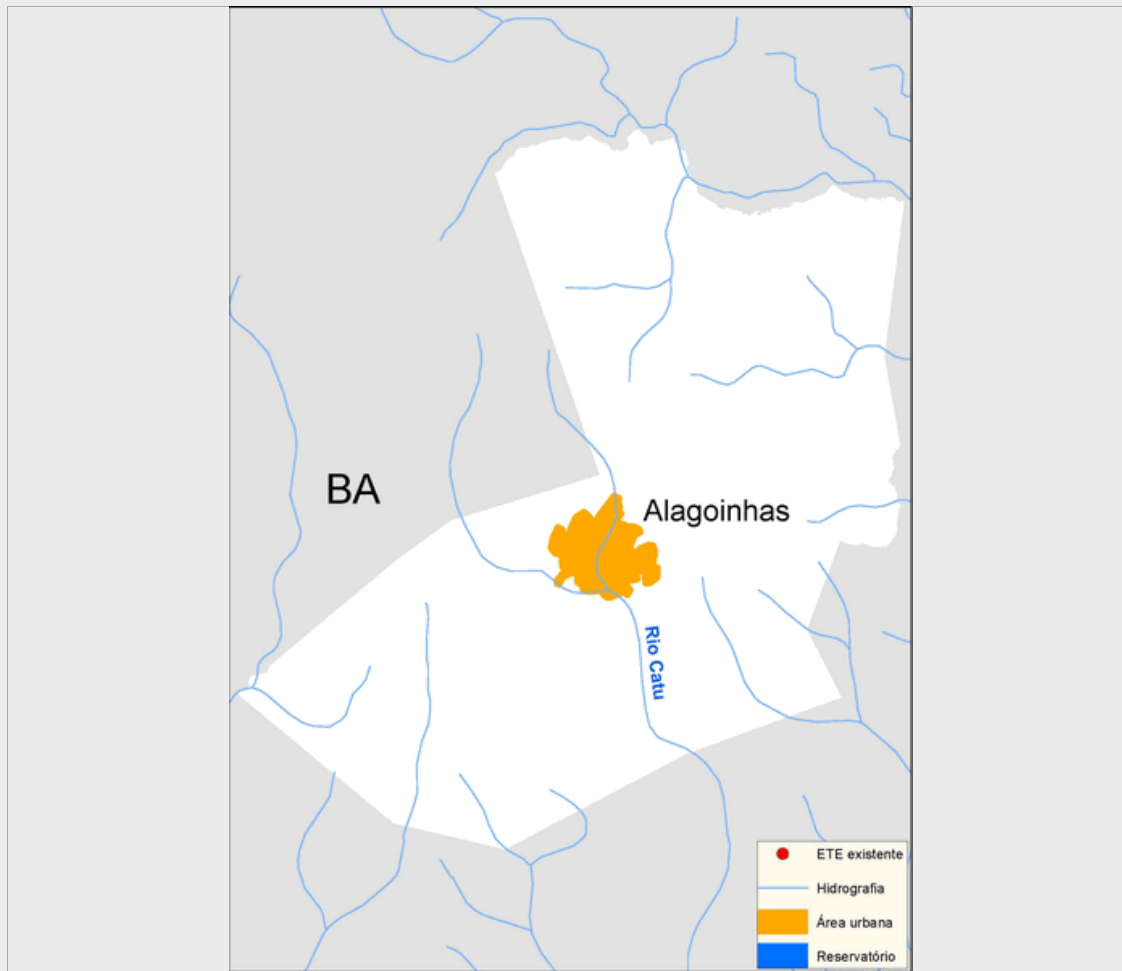 BA
Alagoinhas
Rio Catu
ETE existente
Hidrografia
Área urbana
Reservatório